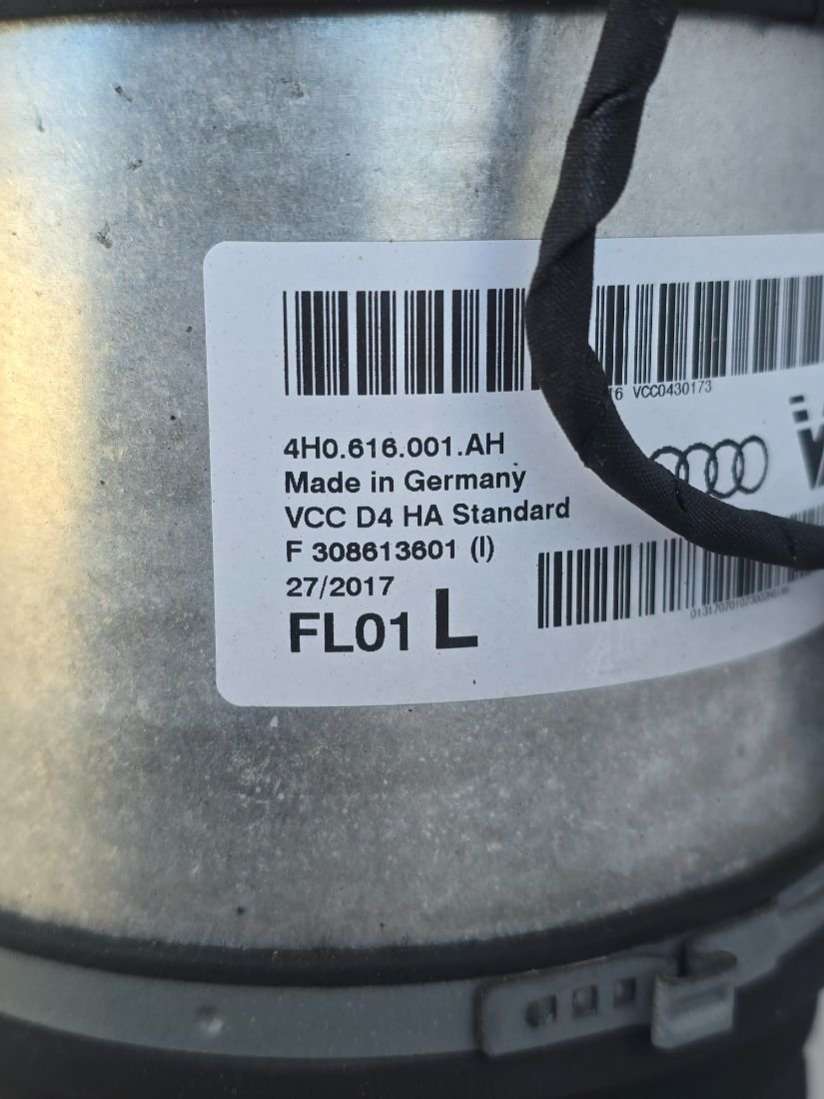 6 VCC0430173
4H0.616.001.AH
Made in Germany
VCC D4 HA Standard
F 308613601 (I)
27/2017
FL01 L